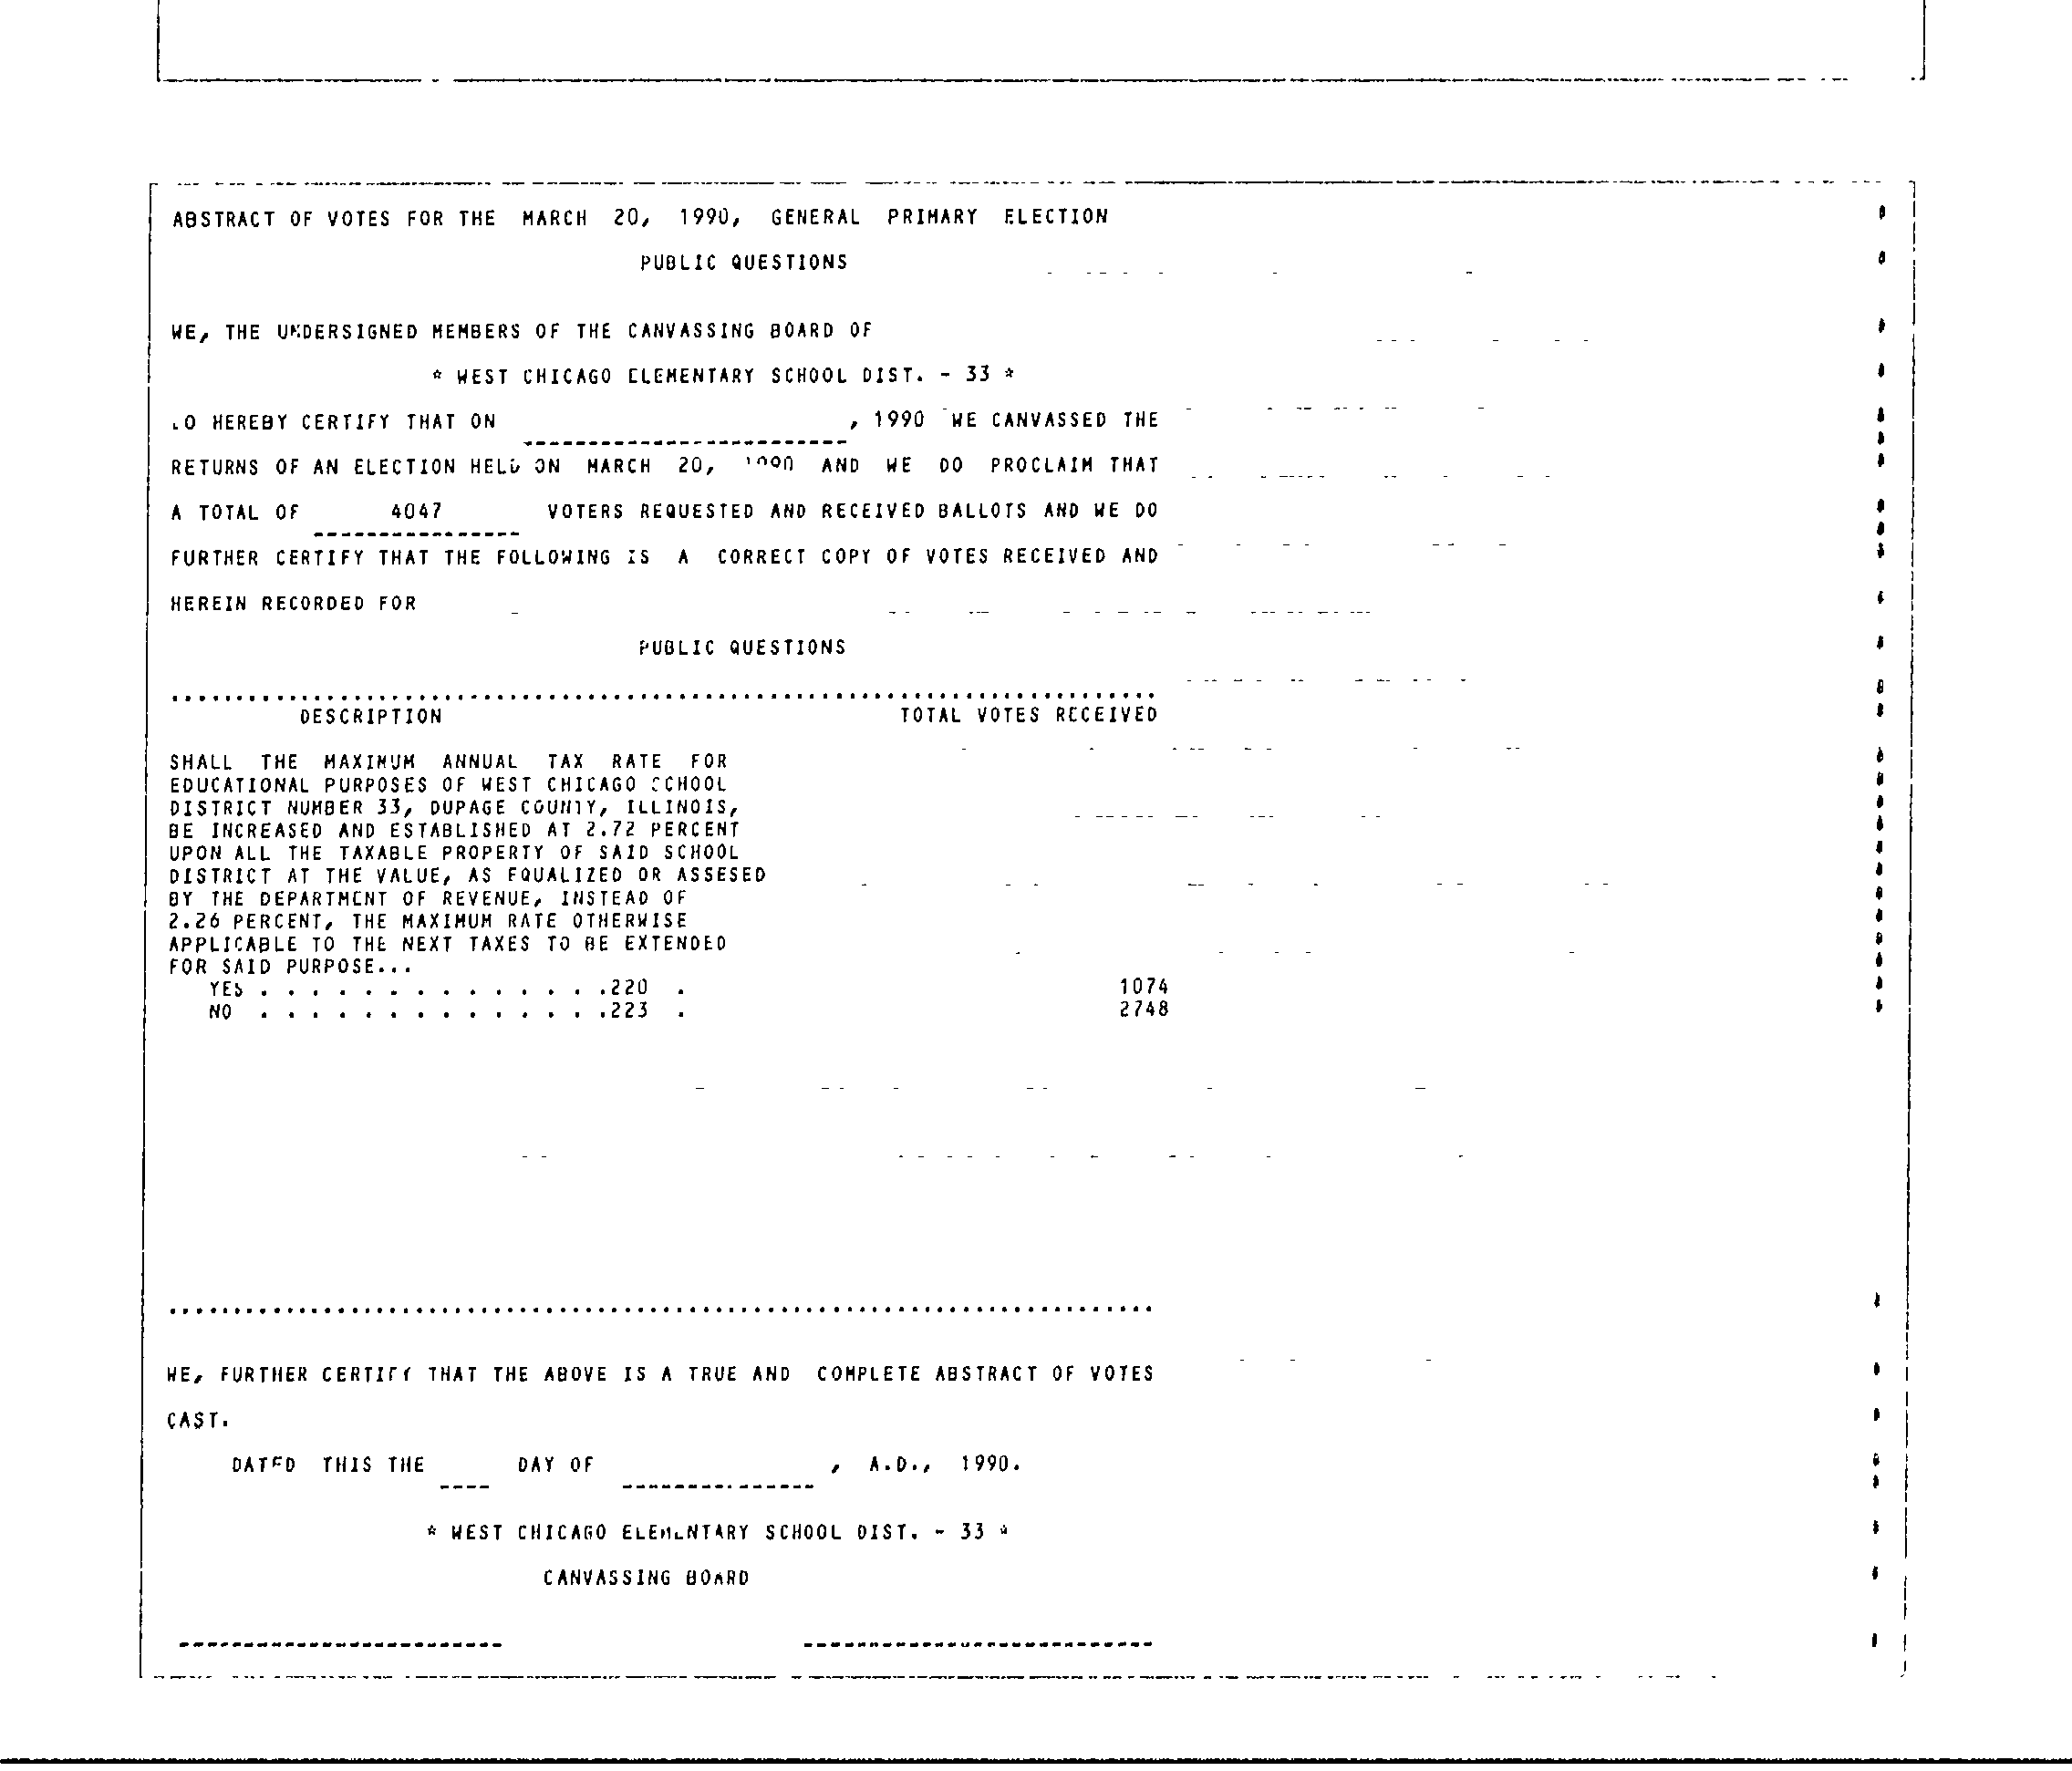 ABSTRACT OF VOTES FOR THE MARCH 20, 1990, GENERAL PRIMARY ELECTION
PUBLIC QUESTIONS
WE, THE UNDERSIGNED MEMBERS OF THE CANVASSING BOARD OF
* WEST CHICAGO ELEMENTARY SCHOOL DIST. - 33 *
DO HEREBY CERTIFY THAT ON , 1990 WE CANVASSED THE
RETURNS OF AN ELECTION HELD ON MARCH 20, 1990 AND WE DO PROCLAIM THAT
A TOTAL OF 4047 VOTERS REQUESTED AND RECEIVED BALLOTS AND WE DO
FURTHER CERTIFY THAT THE FOLLOWING IS A CORRECT COPY OF VOTES RECEIVED AND
HEREIN RECORDED FOR
PUBLIC QUESTIONS
DESCRIPTION TOTAL VOTES RECEIVED
SHALL THE MAXIMUM ANNUAL TAX RATE FOR
EDUCATIONAL PURPOSES OF WEST CHICAGO SCHOOL
DISTRICT NUMBER 33, DUPAGE COUNTY, ILLINOIS,
BE INCREASED AND ESTABLISHED AT 2.72 PERCENT
UPON ALL THE TAXABLE PROPERTY OF SAID SCHOOL
DISTRICT AT THE VALUE, AS EQUALIZED OR ASSESED
BY THE DEPARTMENT OF REVENUE, INSTEAD OF
2.26 PERCENT, THE MAXIMUM RATE OTHERWISE
APPLICABLE TO THE NEXT TAXES TO BE EXTENDED
FOR SAID PURPOSE...
YES . . . . . . . . . . . . . .220 . 1074
NO . . . . . . . . . . . . . .223 . 2748
WE, FURTHER CERTIFY THAT THE ABOVE IS A TRUE AND COMPLETE ABSTRACT OF VOTES
CAST.
DATED THIS THE ____ DAY OF _______________ , A.D., 1990.
* WEST CHICAGO ELEMENTARY SCHOOL DIST. - 33 *
CANVASSING BOARD